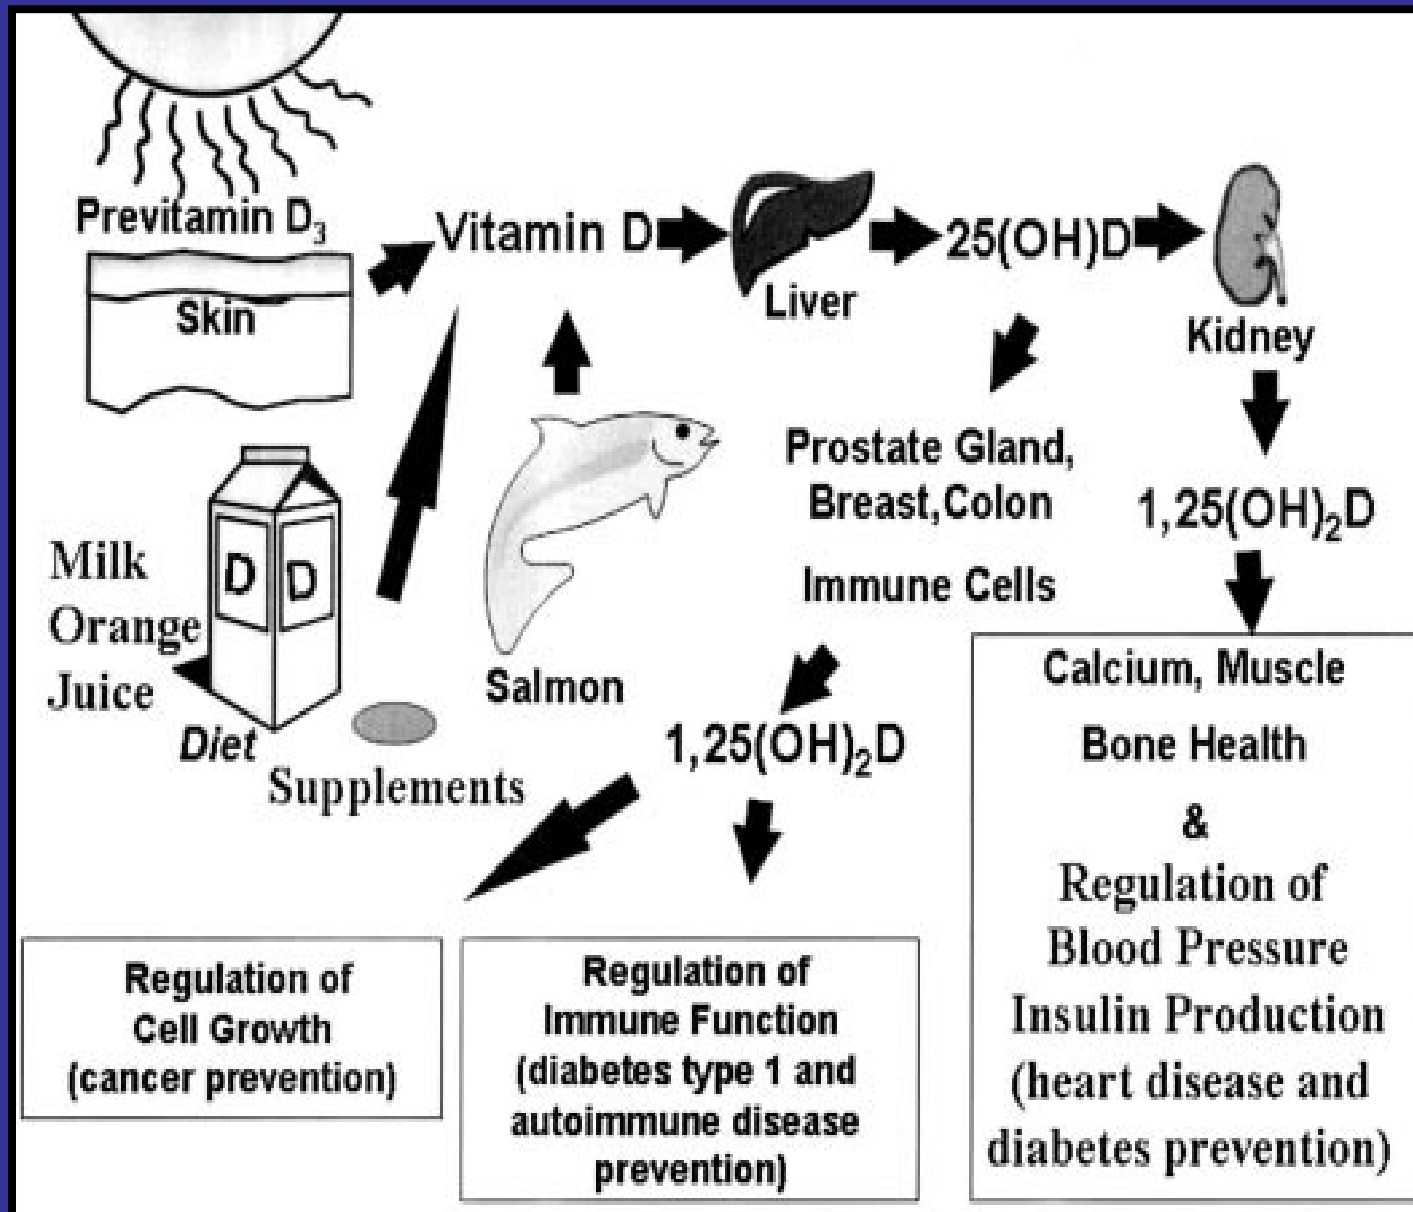 Previtamin D₃
Skin
Vitamin D
Liver
25(OH)D
Kidney
Prostate Gland,
Breast,Colon
Immune Cells
1,25(OH)₂D
Milk
Orange
Juice
D D
Diet
Supplements
Salmon
1,25(OH)₂D
Regulation of
Cell Growth
(cancer prevention)
Regulation of
Immune Function
(diabetes type 1 and
autoimmune disease
prevention)
Calcium, Muscle
Bone Health
&
Regulation of
Blood Pressure
Insulin Production
(heart disease and
diabetes prevention)